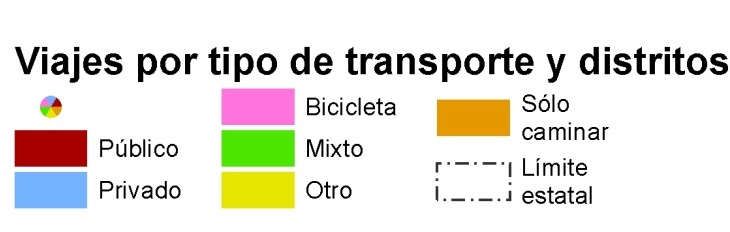 Viajes por tipo de transporte y distritos
Público
Privado
Bicicleta
Mixto
Otro
Sólo
caminar
Límite
estatal